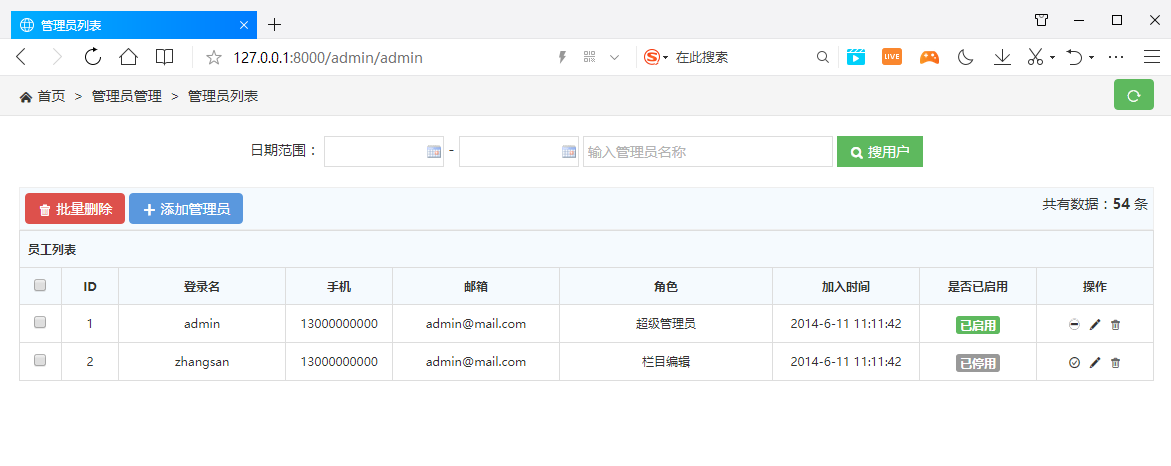 管理员列表
127.0.0.1:8000/admin/admin
在此搜索
LIVE
首页 > 管理员管理 > 管理员列表
日期范围： - 输入管理员名称 搜用户
批量删除 添加管理员 共有数据：54 条
员工列表
ID 登录名 手机 邮箱 角色 加入时间 是否已启用 操作
1 admin 13000000000 admin@mail.com 超级管理员 2014-6-11 11:11:42 已启用
2 zhangsan 13000000000 admin@mail.com 栏目编辑 2014-6-11 11:11:42 已停用